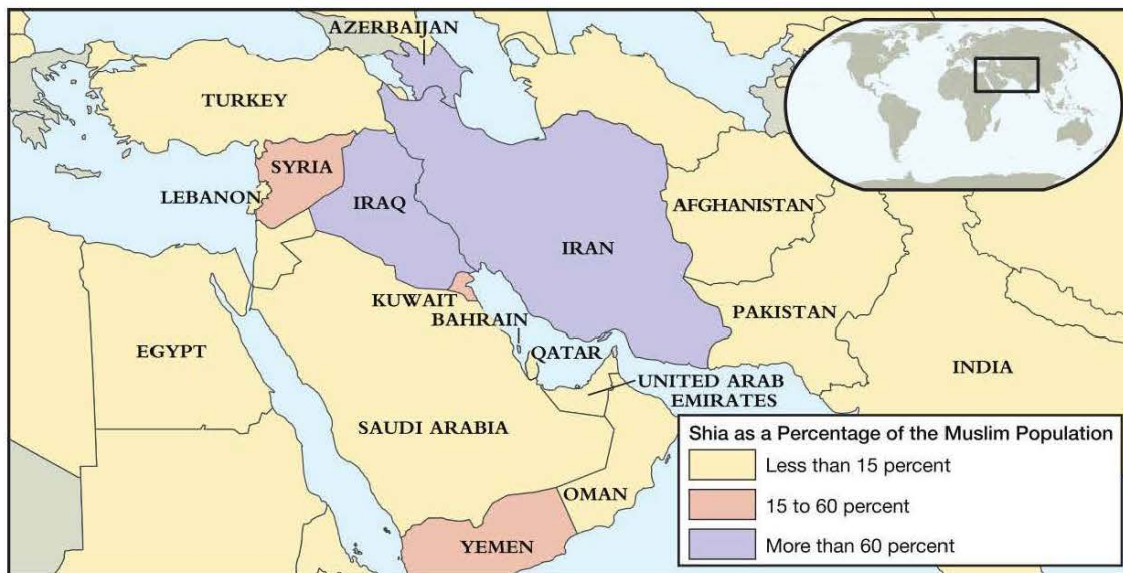 AZERBAIJAN
TURKEY
SYRIA
LEBANON
IRAQ
AFGHANISTAN
IRAN
KUWAIT
BAHRAIN
PAKISTAN
EGYPT
QATAR
INDIA
UNITED ARAB
EMIRATES
SAUDI ARABIA
OMAN
YEMEN
Shia as a Percentage of the Muslim Population
Less than 15 percent
15 to 60 percent
More than 60 percent